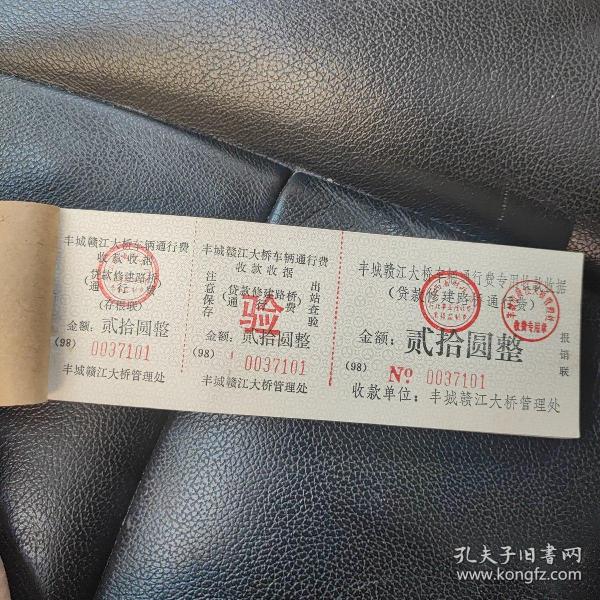 丰城赣江大桥车辆通行费
收款收据
(贷款修建路桥
通行费)
(存根联)
金额：贰拾圆整
(98) 0037101
丰城赣江大桥管理处
丰城赣江大桥车辆通行费
收款收据
注意保存
(贷款修建路桥
通行费)
出站查验
验
金额：贰拾圆整
(98) 0037101
丰城赣江大桥管理处
丰城赣江大桥车辆通行费专用收款收据
(贷款修建路桥通行费)
收费专用章
金额：贰拾圆整
报销联
(98) No 0037101
收款单位：丰城赣江大桥管理处
孔夫子旧书网
www.kongfz.com